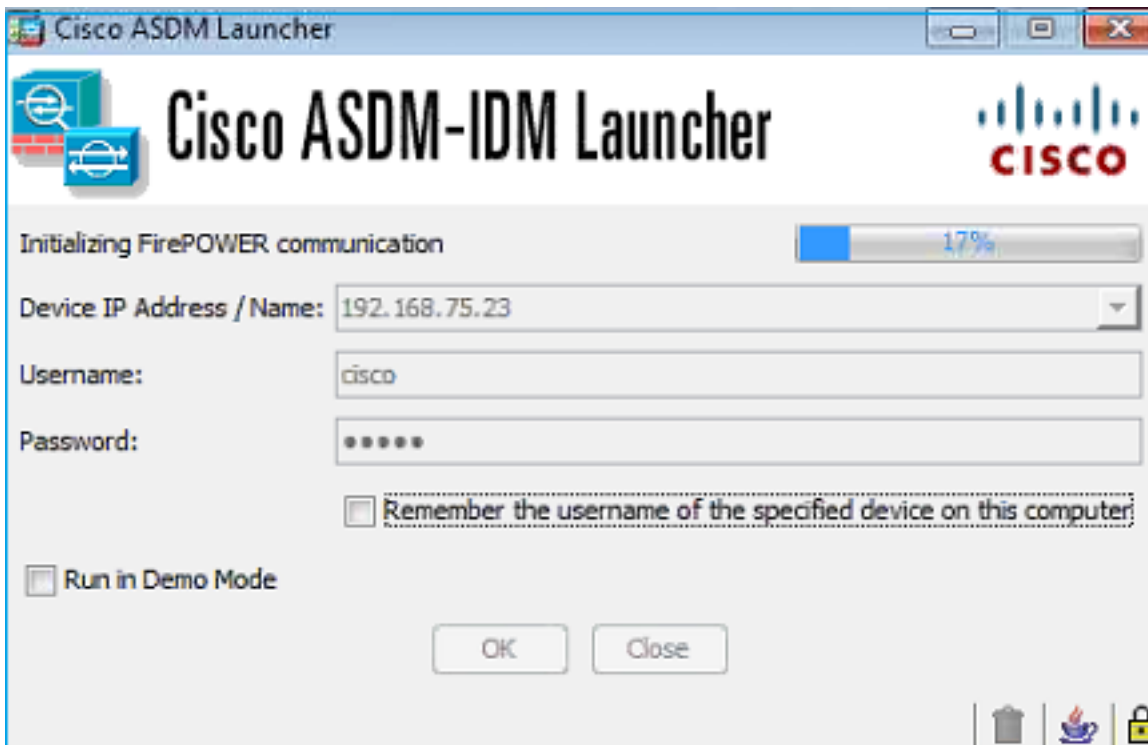 Cisco ASDM Launcher
Cisco ASDM-IDM Launcher
CISCO
Initializing FirePOWER communication
17%
Device IP Address / Name: 192.168.75.23
Username: cisco
Password: •••••
Remember the username of the specified device on this computer
Run in Demo Mode
OK Close